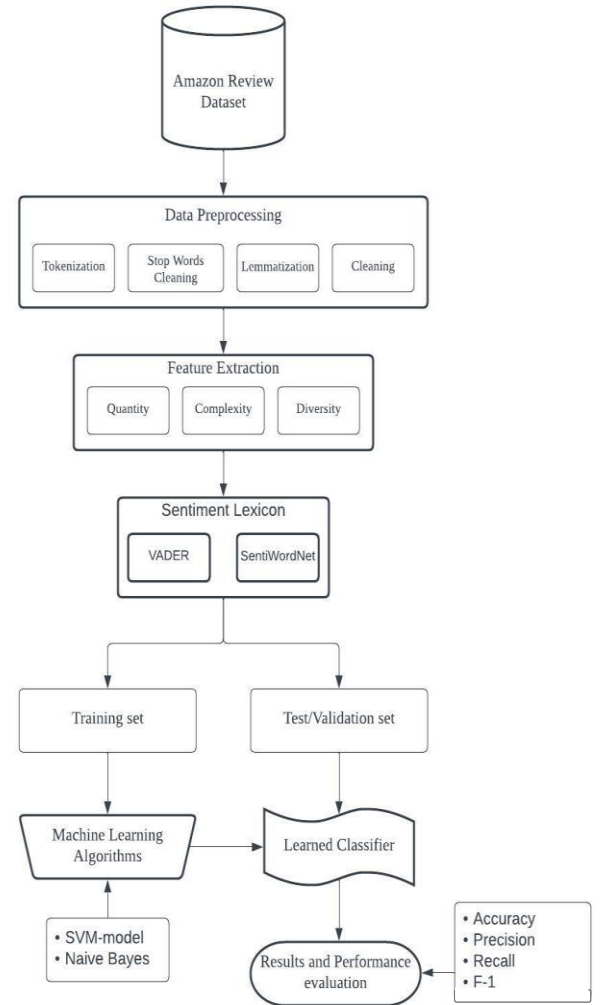 Amazon Review
Dataset
Data Preprocessing
Tokenization
Stop Words
Cleaning
Lemmatization
Cleaning
Feature Extraction
Quantity
Complexity
Diversity
Sentiment Lexicon
VADER
SentiWordNet
Training set
Test/Validation set
Machine Learning
Algorithms
Learned Classifier
• SVM-model
• Naive Bayes
Results and Performance
evaluation
• Accuracy
• Precision
• Recall
• F-1